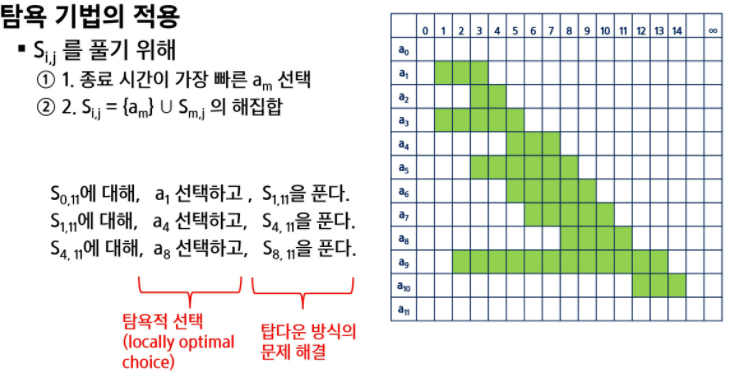 탐욕 기법의 적용
▪ S_{i,j} 를 풀기 위해
① 1. 종료 시간이 가장 빠른 a_m 선택
② 2. S_{i,j} = {a_m} ∪ S_{m,j} 의 해집합
S_{0,11}에 대해, a_1 선택하고 , S_{1,11}을 푼다.
S_{1,11}에 대해, a_4 선택하고, S_{4, 11}을 푼다.
S_{4, 11}에 대해, a_8 선택하고, S_{8, 11}을 푼다.
탐욕적 선택
(locally optimal
choice)
탑다운 방식의
문제 해결
0 1 2 3 4 5 6 7 8 9 10 11 12 13 14 ∞
a_0
a_1
a_2
a_3
a_4
a_5
a_6
a_7
a_8
a_9
a_10
a_11